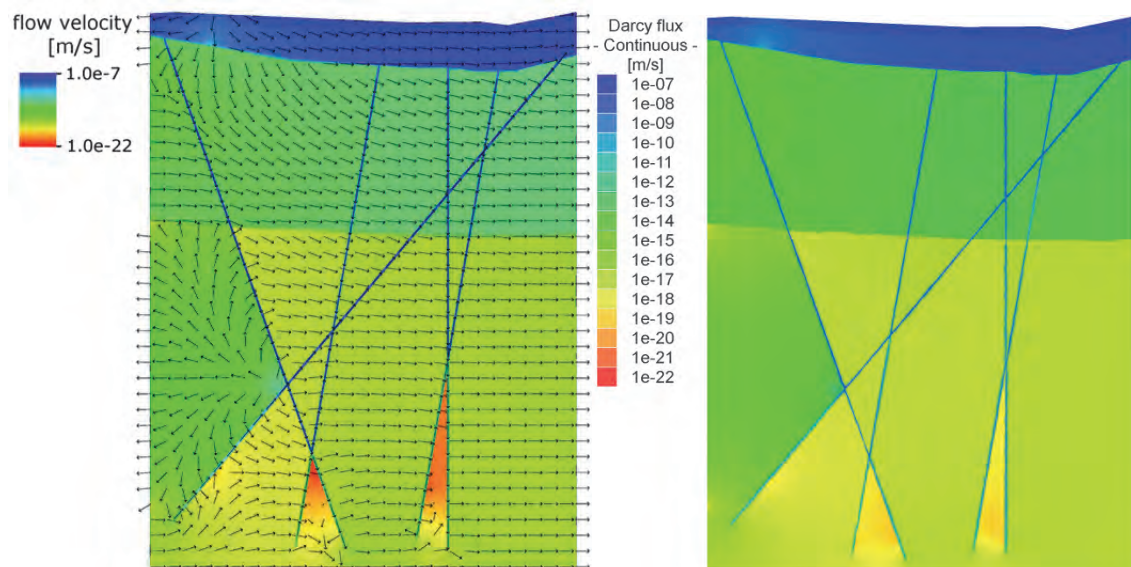 flow velocity
[m/s]
1.0e-7
1.0e-22
Darcy flux
- Continuous -
[m/s]
1e-07
1e-08
1e-09
1e-10
1e-11
1e-12
1e-13
1e-14
1e-15
1e-16
1e-17
1e-18
1e-19
1e-20
1e-21
1e-22